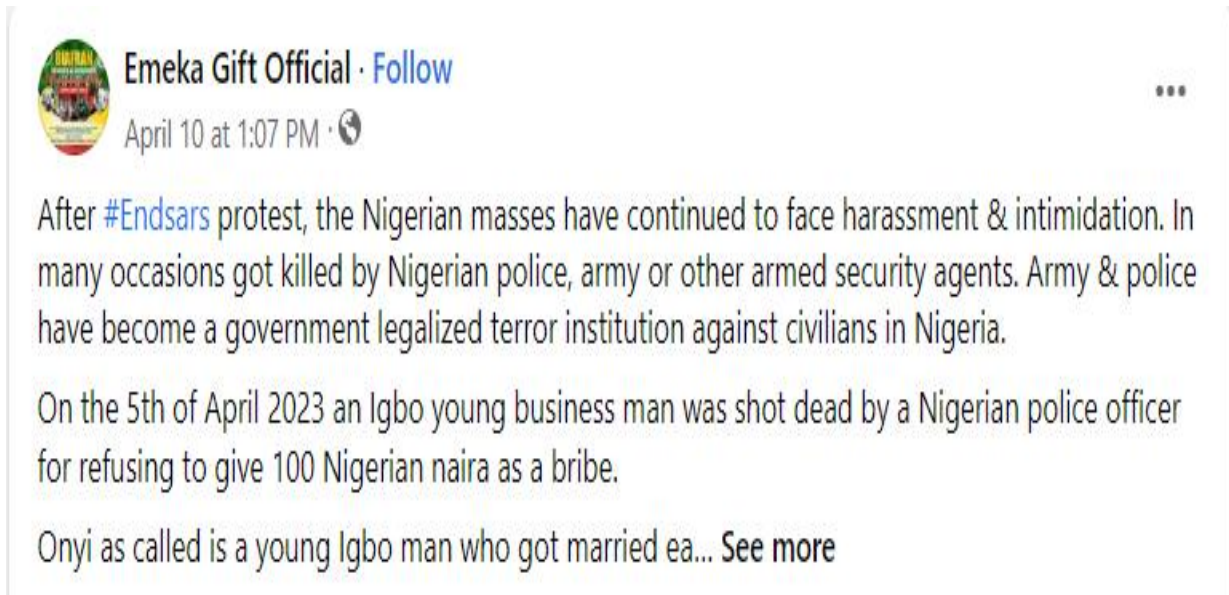 BIAFRAN
Emeka Gift Official · Follow
April 10 at 1:07 PM ·
After #Endsars protest, the Nigerian masses have continued to face harassment & intimidation. In
many occasions got killed by Nigerian police, army or other armed security agents. Army & police
have become a government legalized terror institution against civilians in Nigeria.
On the 5th of April 2023 an Igbo young business man was shot dead by a Nigerian police officer
for refusing to give 100 Nigerian naira as a bribe.
Onyi as called is a young Igbo man who got married ea... See more